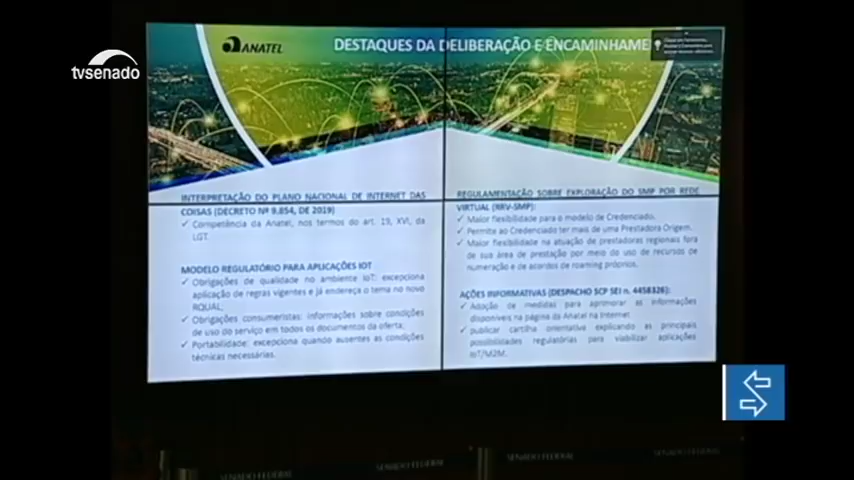 tvsenado
ANATEL
DESTAQUES DA DELIBERAÇÃO E ENCAMINHAME
INTERPRETAÇÃO DO PLANO NACIONAL DE INTERNET DAS
COISAS (DECRETO Nº 9.854, DE 2019)
✓ Competência da Anatel, nos termos do art. 19, XVI, da
LGT.
MODELO REGULATÓRIO PARA APLICAÇÕES IOT
✓ Obrigações de qualidade no ambiente IoT: excepciona
aplicação de regras vigentes e já endereça o tema no novo
RQUAL;
✓ Obrigações consumeristas: informações sobre condições
de uso do serviço em todos os documentos da oferta;
✓ Portabilidade: excepciona quando ausentes as condições
técnicas necessárias.
REGULAMENTAÇÃO SOBRE EXPLORAÇÃO DO SMP POR REDE
VIRTUAL (RRV-SMP):
✓ Maior flexibilidade para o modelo de Credenciado.
✓ Permite ao Credenciado ter mais de uma Prestadora Origem.
✓ Maior flexibilidade na atuação de prestadoras regionais fora
de sua área de prestação por meio do uso de recursos de
numeração e de acordos de roaming próprios.
AÇÕES INFORMATIVAS (DESPACHO SCP SEI n. 4458326):
✓ Adoção de medidas para aprimorar as informações
disponíveis na página da Anatel na Internet
✓ publicar cartilha orientativa explicando as principais
possibilidades regulatórias para viabilizar aplicações
IoT/M2M.
SENADO FEDERAL
SENADO FEDERAL
SENADO FEDERAL
SENADO FEDERAL